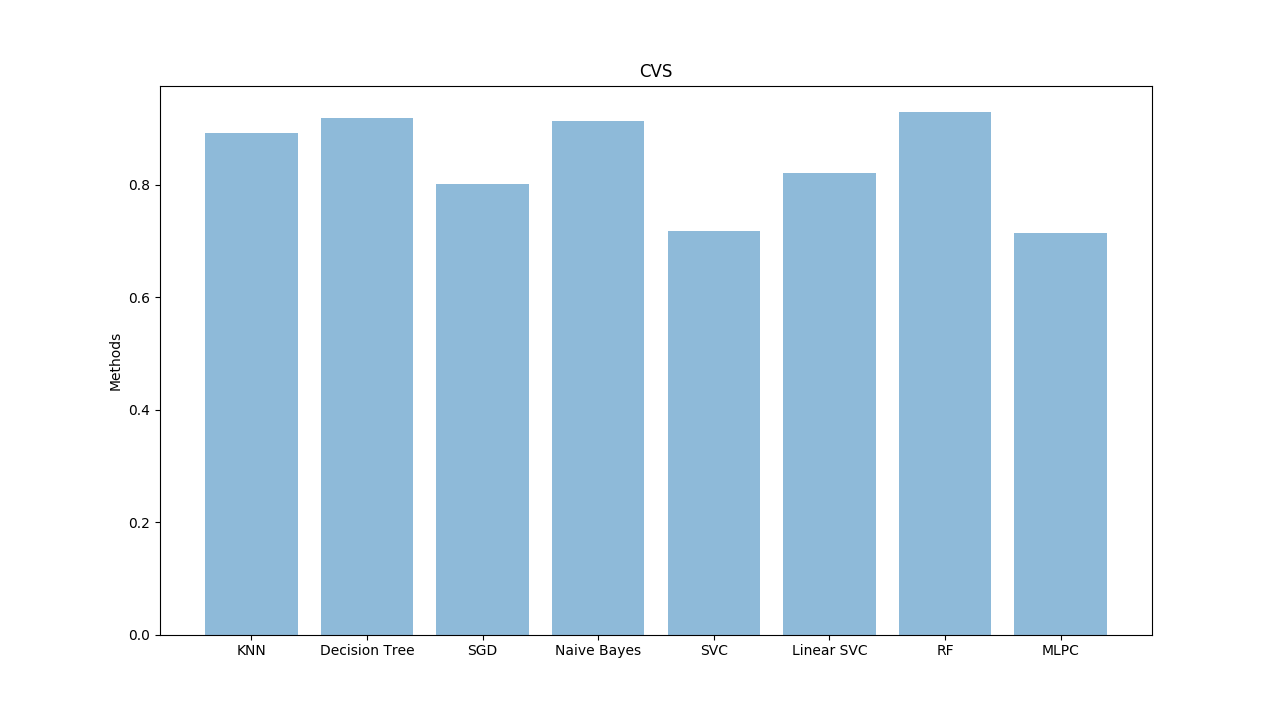 CVS
Methods
0.8
0.6
0.4
0.2
0.0
KNN Decision Tree SGD Naive Bayes SVC Linear SVC RF MLPC